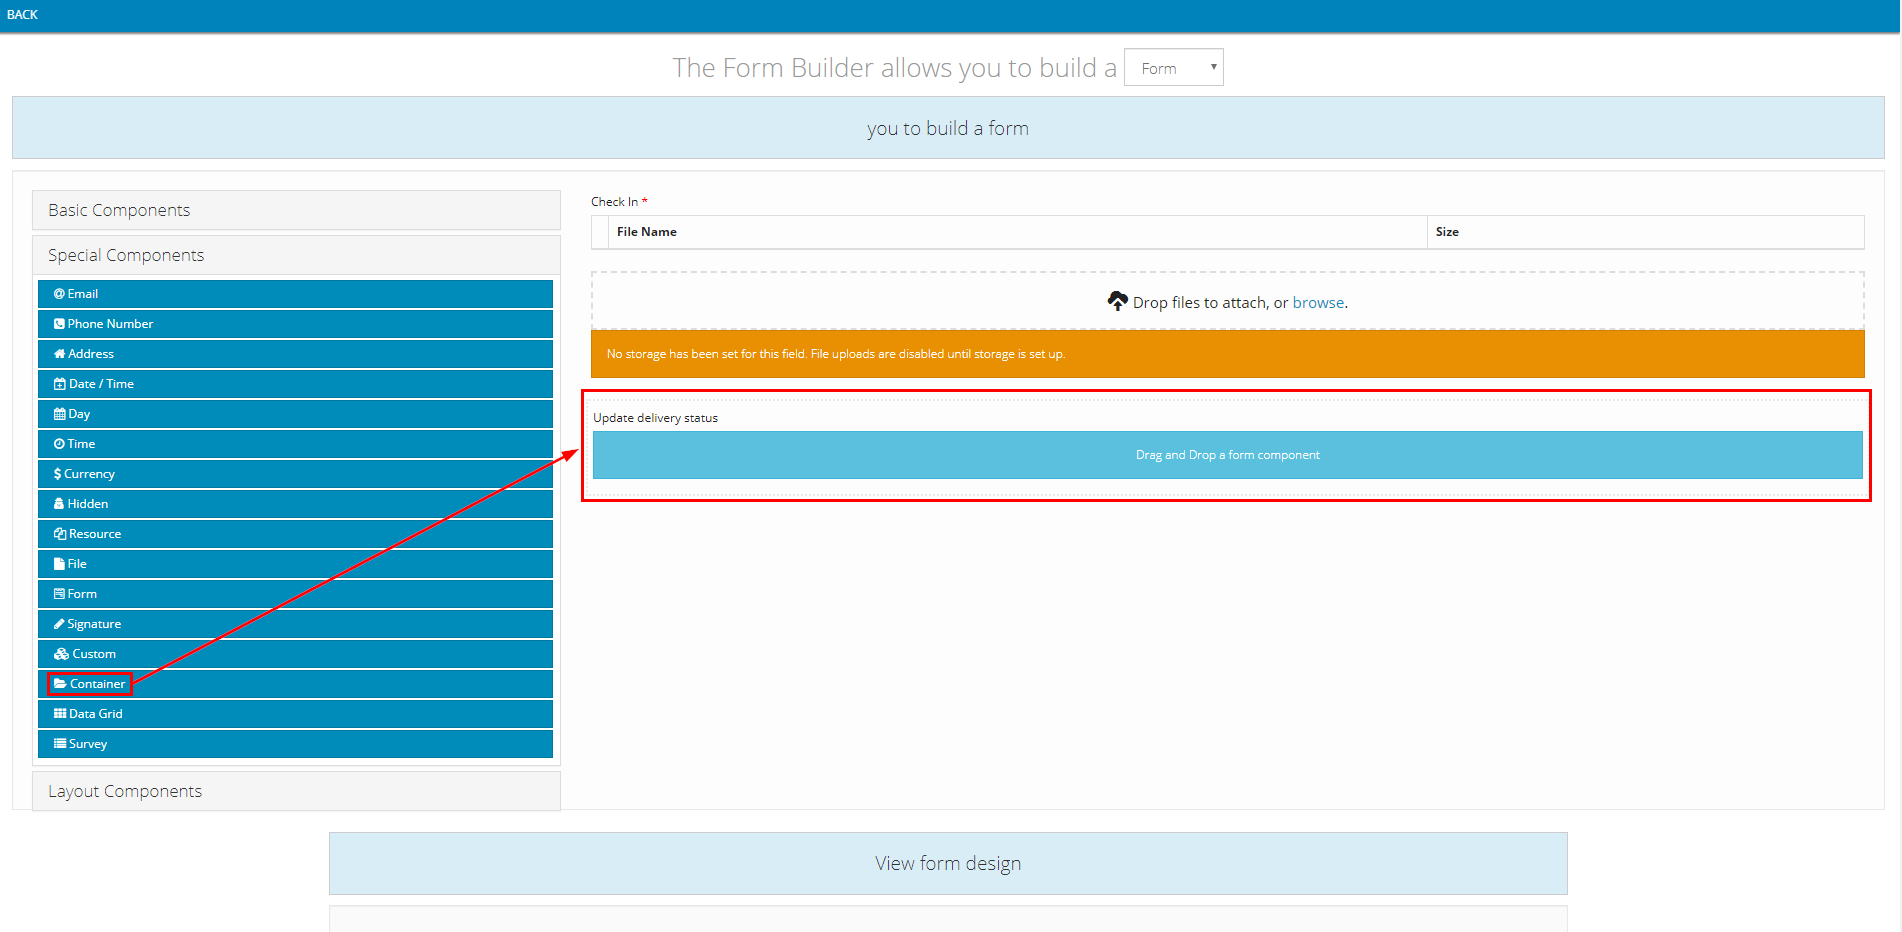 BACK
The Form Builder allows you to build a Form
you to build a form
Basic Components
Special Components
Email
Phone Number
Address
Date / Time
Day
Time
$ Currency
Hidden
Resource
File
Form
Signature
Custom
Container
Data Grid
Survey
Layout Components
Check In *
File Name Size
Drop files to attach, or browse.
No storage has been set for this field. File uploads are disabled until storage is set up.
Update delivery status
Drag and Drop a form component
View form design